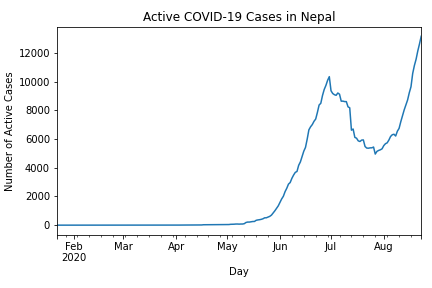 Active COVID-19 Cases in Nepal
Number of Active Cases
12000
10000
8000
6000
4000
2000
0
Feb Mar Apr May Jun Jul Aug
2020
Day